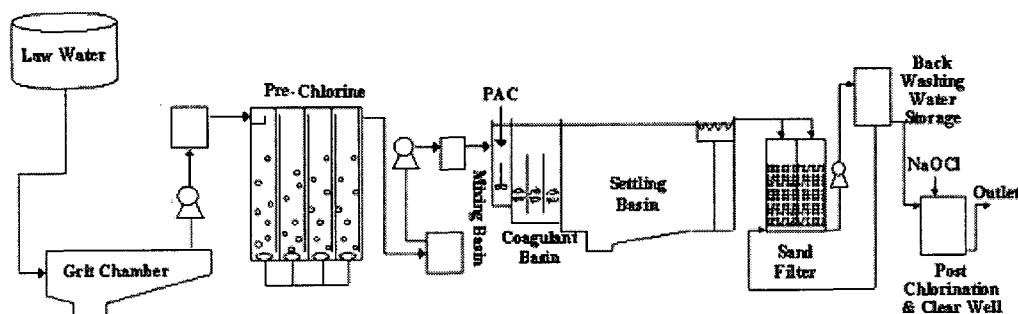 Law Water
Grit Chamber
Pre-Chlorine
PAC
Mixing Basin
Coagulant
Basin
Settling
Basin
Sand
Filter
Back
Washing
Water
Storage
NaOCl
Outlet
Post
Chlorination
& Clear Well